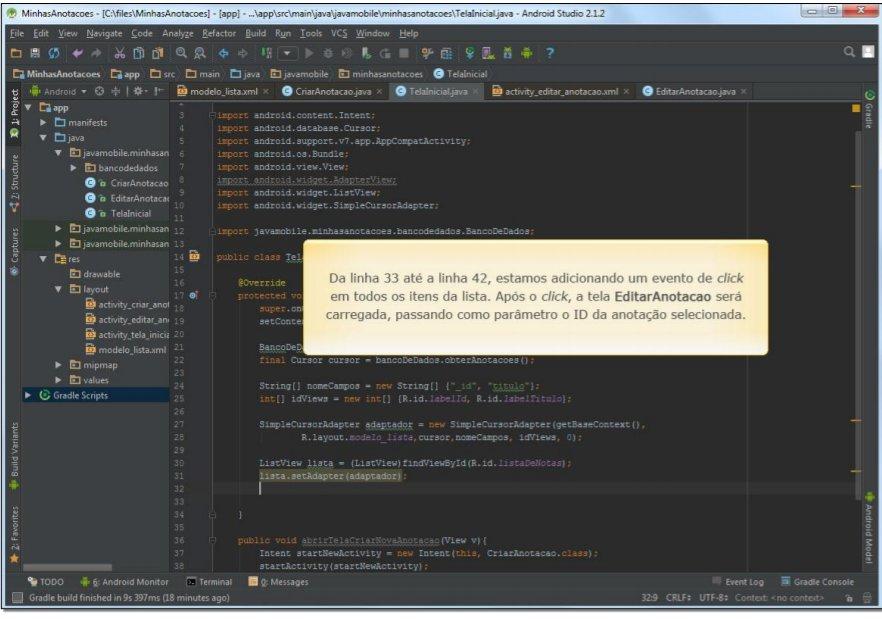 MinhasAnotacoes - [C:\files\MinhasAnotacoes] - [app] - ...\app\src\main\java\javamobile\minhasanotacoes\TelaInicial.java - Android Studio 2.1.2
File Edit View Navigate Code Analyze Refactor Build Run Tools VCS Window Help
MinhasAnotacoes app src main java javamobile minhasanotacoes TelaInicial
Android modelo_lista.xml CriarAnotacao.java TelaInicial.java activity_editar_anotacao.xml EditarAnotacao.java
1: Project
2: Structure
Captures
Build Variants
2: Favorites
Gradle
Android Model
app
manifests
java
javamobile.minhasan
bancodedados
CriarAnotacao
EditarAnotaca
TelaInicial
javamobile.minhasan
javamobile.minhasan
res
drawable
layout
activity_criar_anot
activity_editar_an
activity_tela_inicia
modelo_lista.xml
mipmap
values
Gradle Scripts
3 import android.content.Intent;
4 import android.database.Cursor;
5 import android.support.v7.app.AppCompatActivity;
6 import android.os.Bundle;
7 import android.view.View;
8 import android.widget.AdapterView;
9 import android.widget.ListView;
10 import android.widget.SimpleCursorAdapter;
11
12 import javamobile.minhasanotacoes.bancodedados.BancoDeDados;
13
14 public class Tela
15
16 @Override
17 protected vo
18 super.on
19 setConte
20
21 BancoDeD
22 final Cursor cursor = bancoDeDados.obterAnotacoes();
23
24 String[] nomeCampos = new String[] {"_id", "titulo"};
25 int[] idViews = new int[] {R.id.labelId, R.id.labelTitulo};
26
27 SimpleCursorAdapter adaptador = new SimpleCursorAdapter(getBaseContext(),
28 R.layout.modelo_lista,cursor,nomeCampos, idViews, 0);
29
30 ListView lista = (ListView)findViewById(R.id.listaDeNotas);
31 lista.setAdapter(adaptador);
32
33
34 }
35
36 public void abrirTelaCriarNovaAnotacao(View v){
37 Intent startNewActivity = new Intent(this, CriarAnotacao.class);
38 startActivity(startNewActivity);
Da linha 33 até a linha 42, estamos adicionando um evento de click
em todos os itens da lista. Após o click, a tela EditarAnotacao será
carregada, passando como parâmetro o ID da anotação selecionada.
TODO 6: Android Monitor Terminal 0: Messages Event Log Gradle Console
Gradle build finished in 9s 397ms (18 minutes ago) 32:9 CRLF UTF-8 Context: <no context>